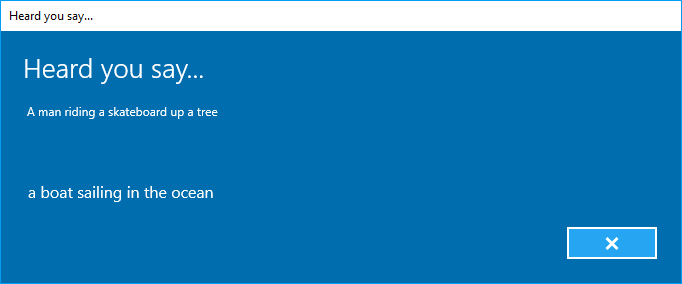 Heard you say...
Heard you say...
A man riding a skateboard up a tree
a boat sailing in the ocean